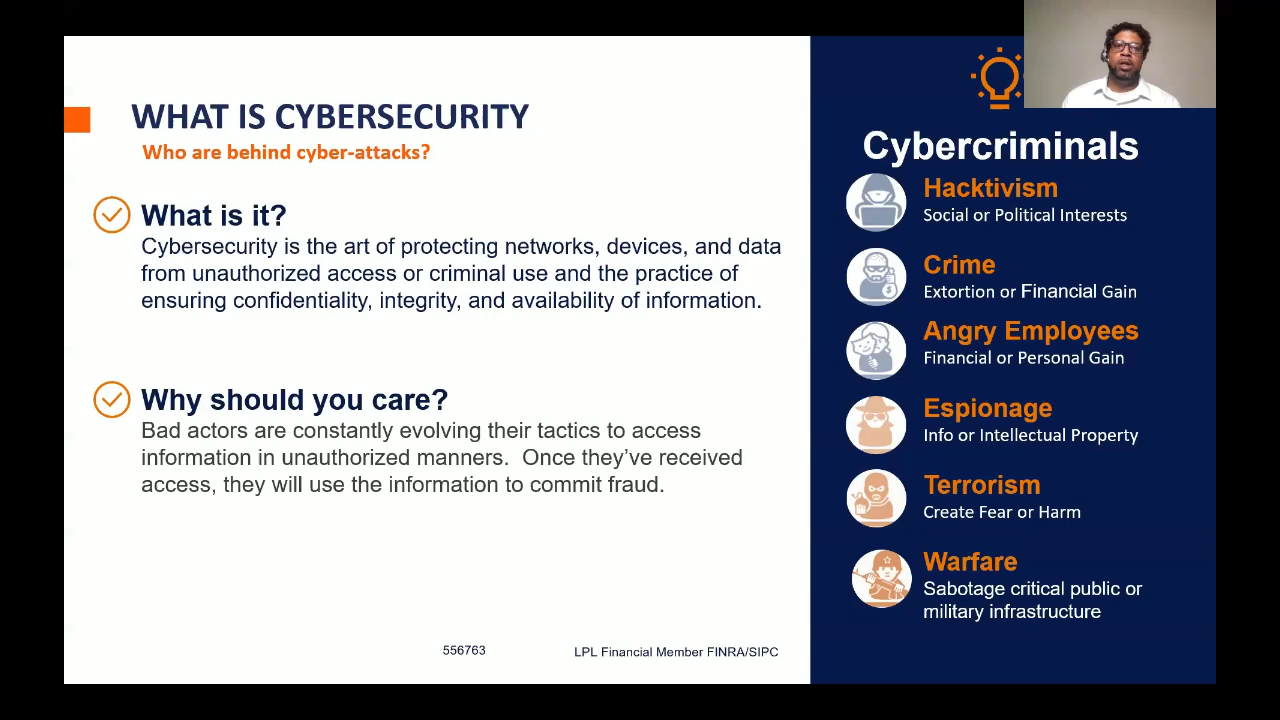 WHAT IS CYBERSECURITY
Who are behind cyber-attacks?
What is it?
Cybersecurity is the art of protecting networks, devices, and data
from unauthorized access or criminal use and the practice of
ensuring confidentiality, integrity, and availability of information.
Why should you care?
Bad actors are constantly evolving their tactics to access
information in unauthorized manners.  Once they’ve received
access, they will use the information to commit fraud.
556763
LPL Financial Member FINRA/SIPC
Cybercriminals
Hacktivism
Social or Political Interests
Crime
Extortion or Financial Gain
Angry Employees
Financial or Personal Gain
Espionage
Info or Intellectual Property
Terrorism
Create Fear or Harm
Warfare
Sabotage critical public or
military infrastructure